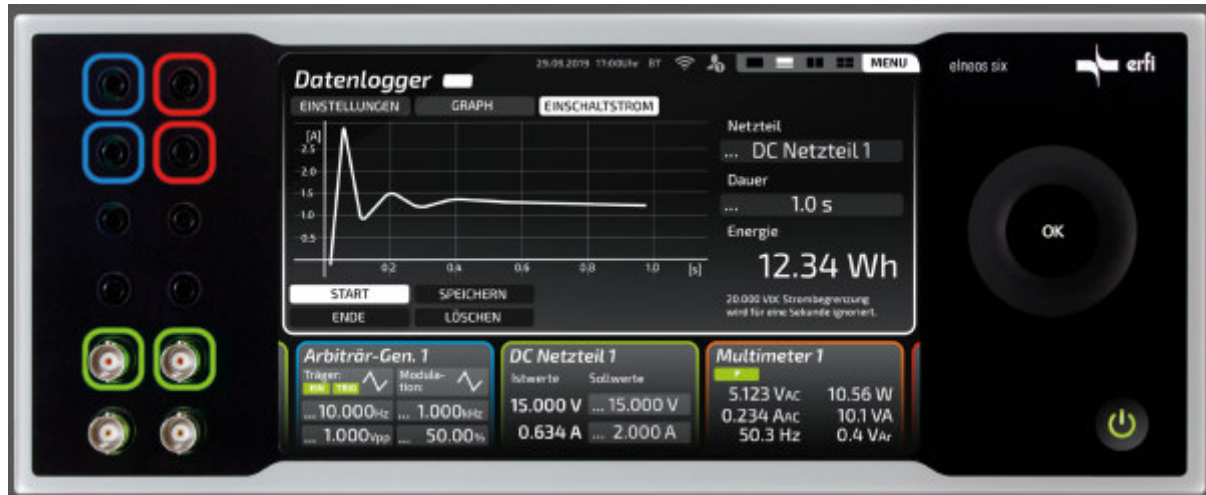 29.09.2019 17:00Uhr BT
MENU
Datenlogger
EINSTELLUNGEN GRAPH EINSCHALTSTROM
[A]
2.5
2.0
1.5
1.0
0.5
0.2 0.4 0.6 0.8 1.0 [s]
START SPEICHERN
ENDE LÖSCHEN
Netzteil
... DC Netzteil 1
Dauer
... 1.0 s
Energie
12.34 Wh
20.000 VDC Strombegrenzung
wird für eine Sekunde ignoriert.
Arbiträr-Gen. 1
Träger: Modula-
EIN TRIG tion:
... 10.000Hz ... 1.000kHz
... 1.000Vpp ... 50.00%
DC Netzteil 1
Istwerte Sollwerte
15.000 V ... 15.000 V
0.634 A ... 2.000 A
Multimeter 1
P
5.123 VAC 10.56 W
0.234 AAC 10.1 VA
50.3 Hz 0.4 VAr
elneos six
erfi
OK